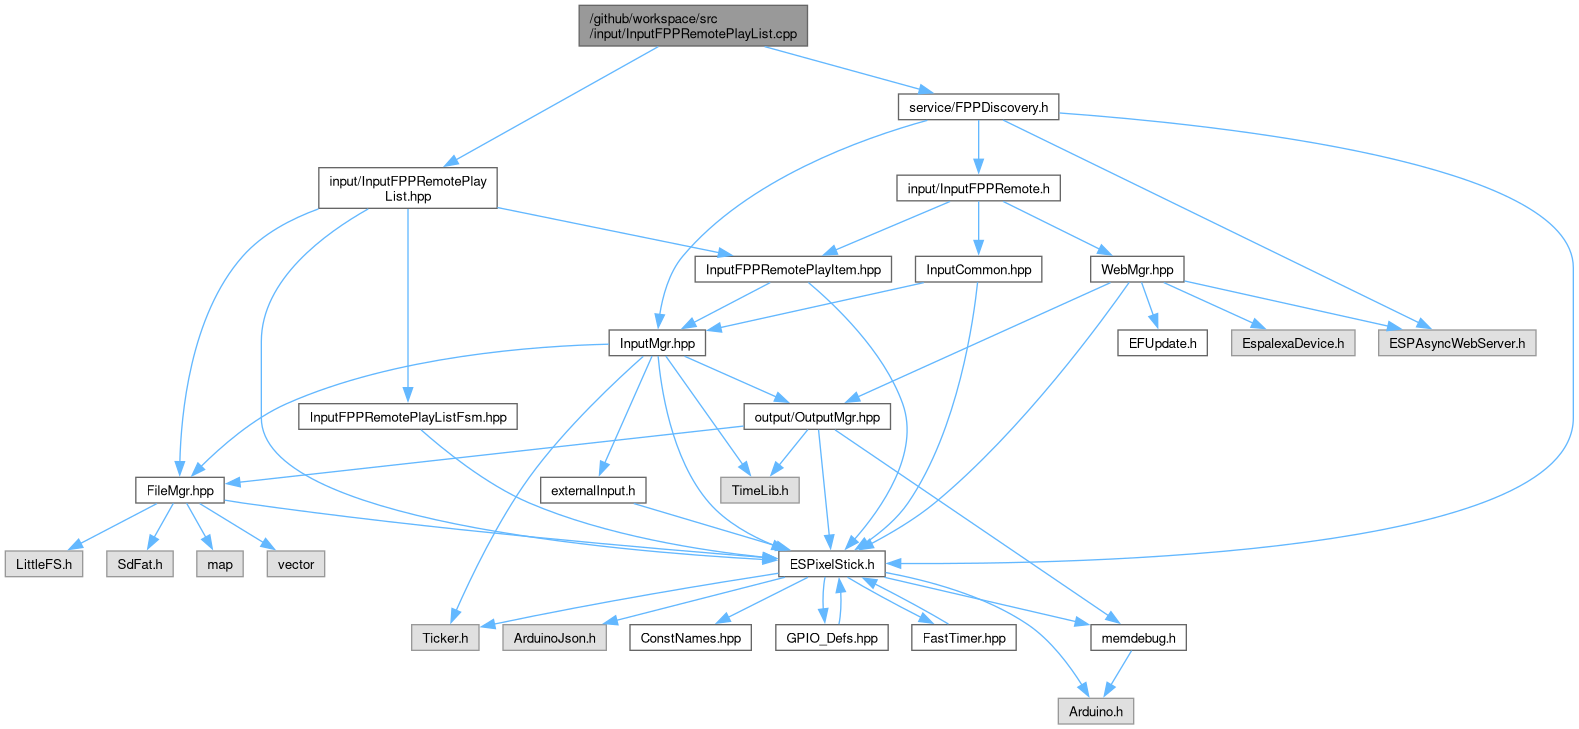 /github/workspace/src
/input/InputFPPRemotePlayList.cpp
service/FPPDiscovery.h
input/InputFPPRemotePlay
List.hpp
input/InputFPPRemote.h
InputFPPRemotePlayItem.hpp
InputCommon.hpp
WebMgr.hpp
InputMgr.hpp
EFUpdate.h
EspalexaDevice.h
ESPAsyncWebServer.h
InputFPPRemotePlayListFsm.hpp
output/OutputMgr.hpp
FileMgr.hpp
externalInput.h
TimeLib.h
LittleFS.h
SdFat.h
map
vector
ESPixelStick.h
Ticker.h
ArduinoJson.h
ConstNames.hpp
GPIO_Defs.hpp
FastTimer.hpp
memdebug.h
Arduino.h